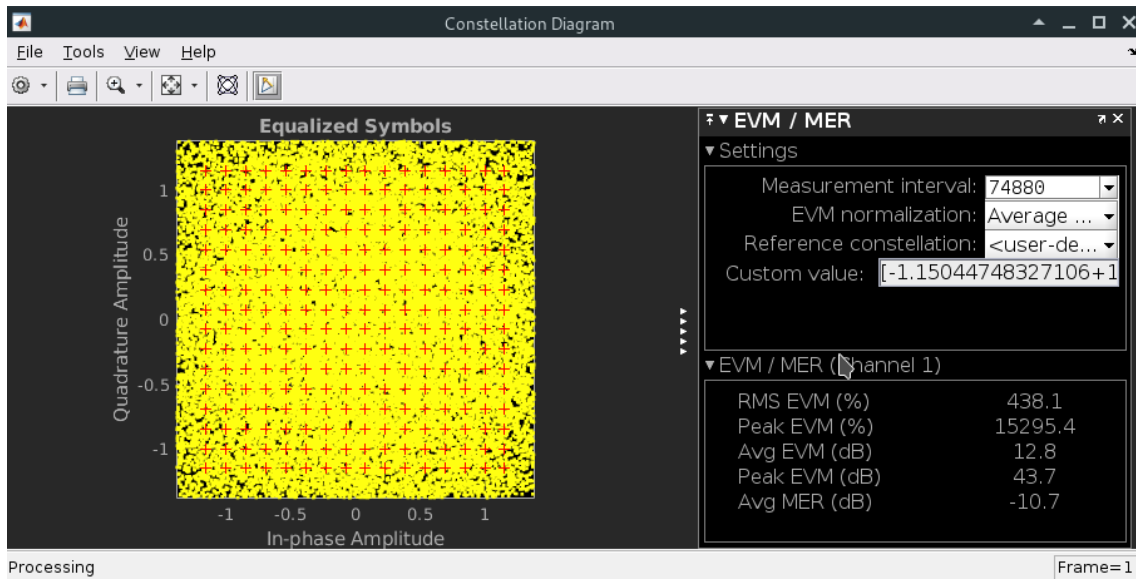 Constellation Diagram
File Tools View Help
Equalized Symbols
1
0.5
0
-0.5
-1
Quadrature Amplitude
-1 -0.5 0 0.5 1
In-phase Amplitude
EVM / MER
Settings
Measurement interval: 74880
EVM normalization: Average ...
Reference constellation: <user-de...
Custom value: [-1.15044748327106+1
EVM / MER (Channel 1)
RMS EVM (%) 438.1
Peak EVM (%) 15295.4
Avg EVM (dB) 12.8
Peak EVM (dB) 43.7
Avg MER (dB) -10.7
Processing
Frame=1